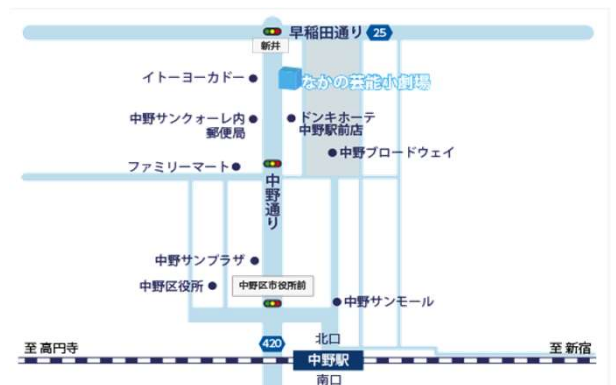 早稲田通り 25
新井
イトーヨーカドー
なかの芸能小劇場
中野サンクォーレ内
郵便局
ドンキホーテ
中野駅前店
中野ブロードウェイ
ファミリーマート
中野通り
中野サンプラザ
中野区役所
中野区市役所前
中野サンモール
420
北口
至 高円寺
中野駅
至 新宿
南口